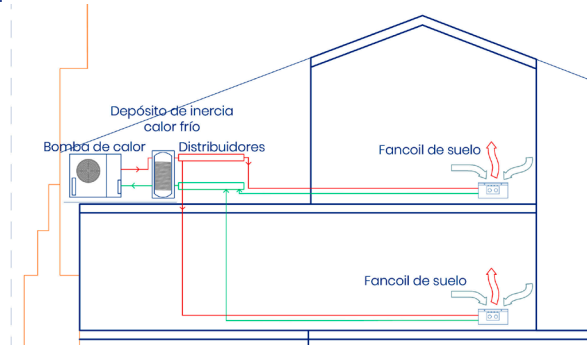 Depósito de inercia
calor frío
Bomba de calor
Distribuidores
Fancoil de suelo
Fancoil de suelo